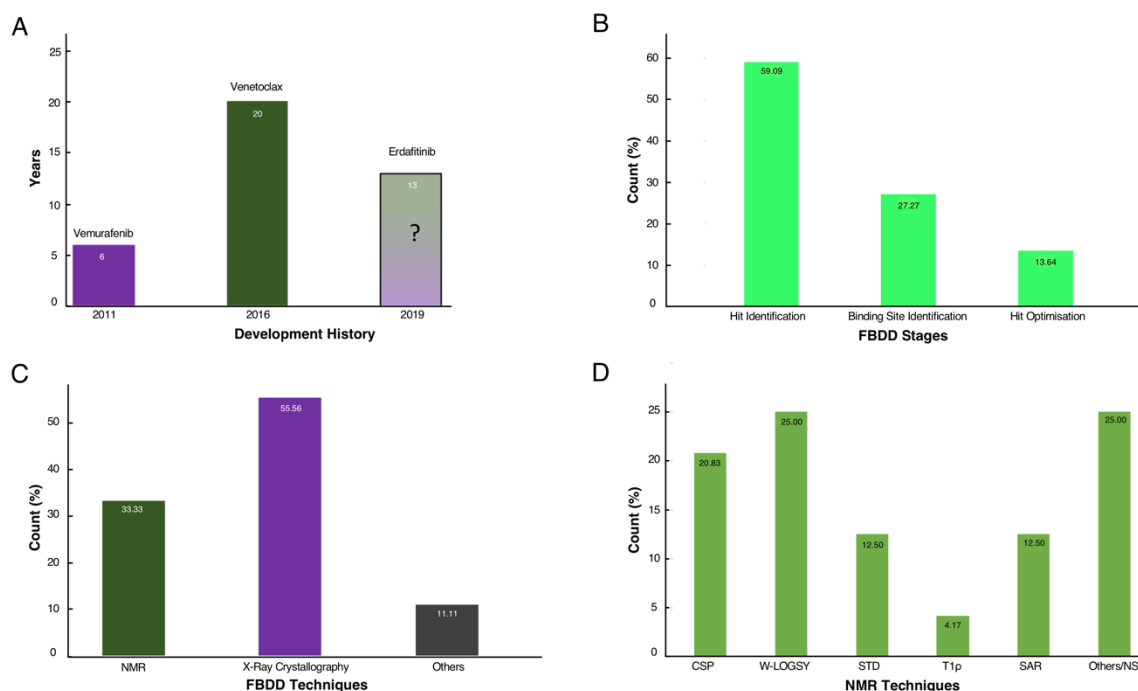 A
Years
25
20
15
10
5
0
Vemurafenib
6
Venetoclax
20
Erdafitinib
13
?
2011 2016 2019
Development History
B
Count (%)
60
50
40
30
20
10
0
59.09
27.27
13.64
Hit Identification Binding Site Identification Hit Optimisation
FBDD Stages
C
Count (%)
50
40
30
20
10
0
33.33
55.56
11.11
NMR X-Ray Crystallography Others
FBDD Techniques
D
Count (%)
25
20
15
10
5
0
20.83
25.00
12.50
4.17
12.50
25.00
CSP W-LOGSY STD T1ρ SAR Others/NS
NMR Techniques